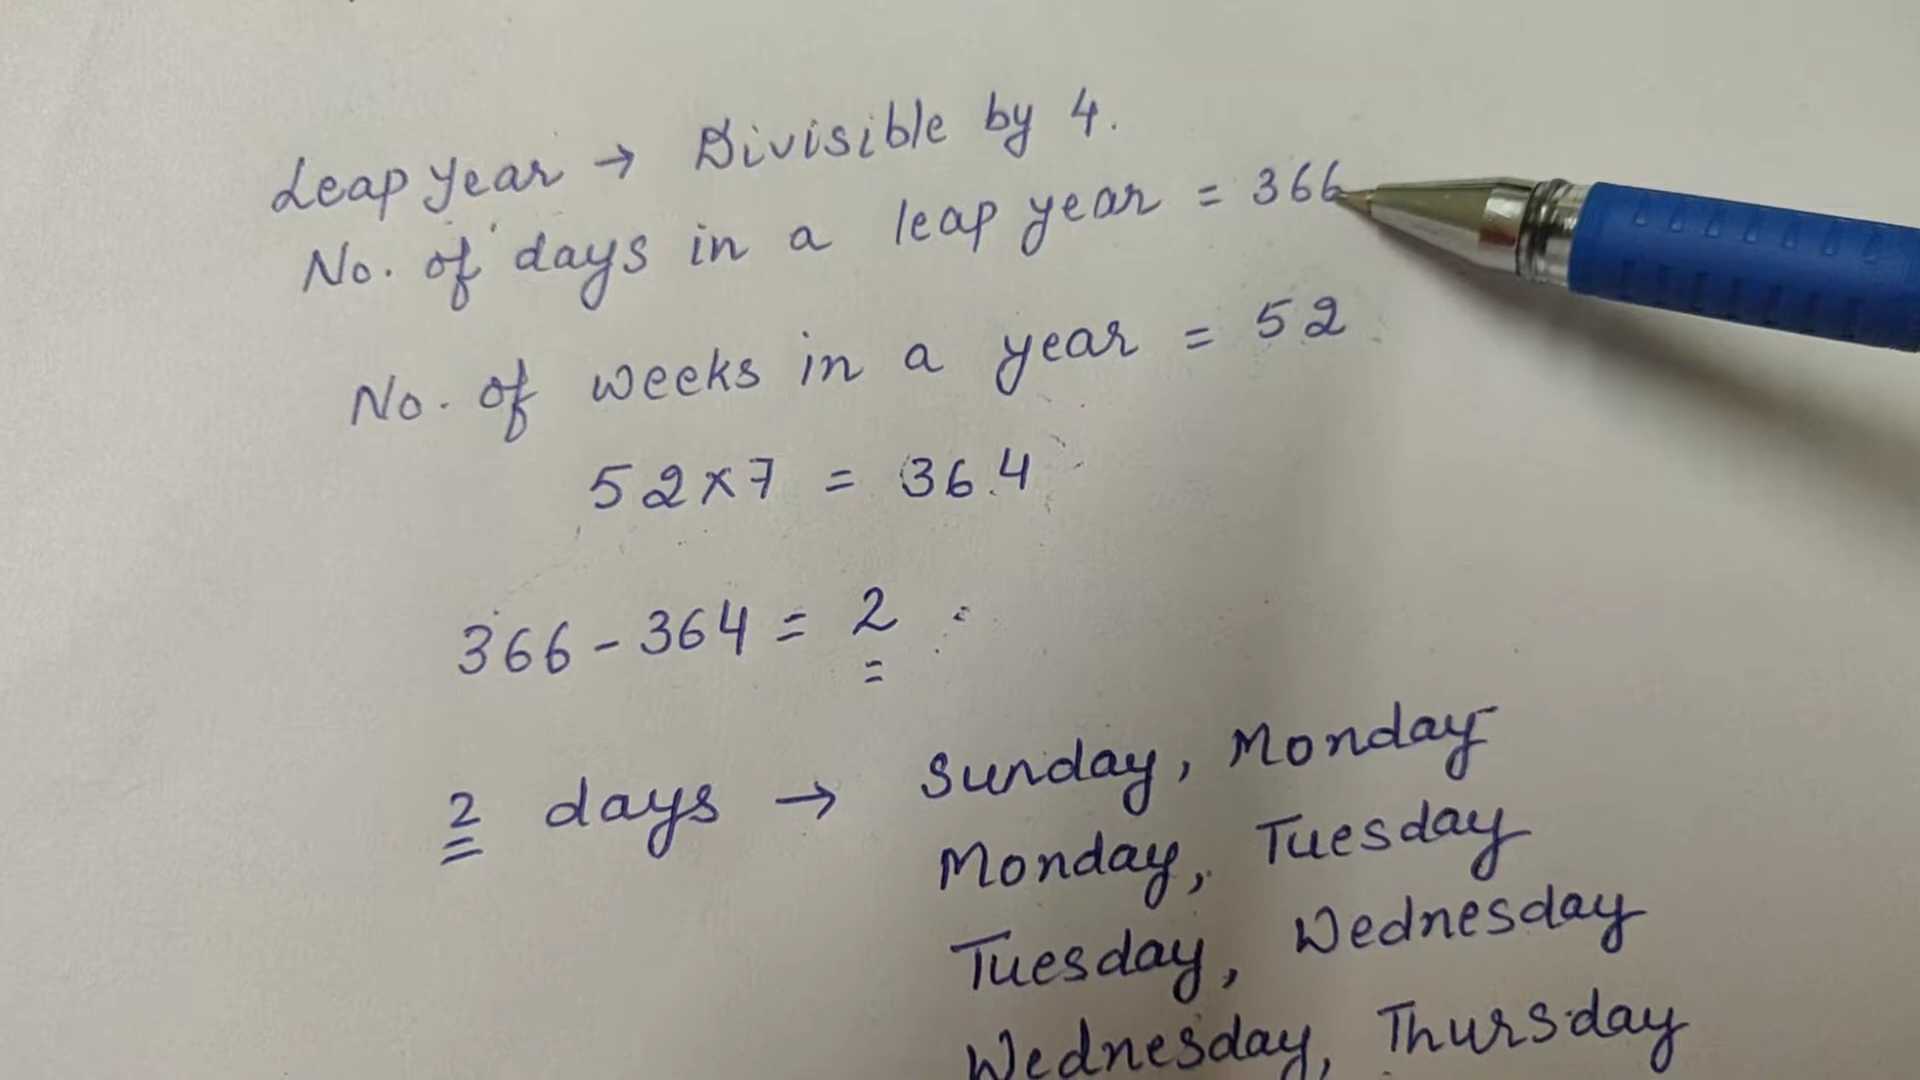 Leap Year → Divisible by 4.
No. of days in a leap year = 366
No. of weeks in a year = 52
52×7 = 364
366-364 = 2
2 days → Sunday, Monday
Monday, Tuesday
Tuesday, Wednesday
Wednesday, Thursday